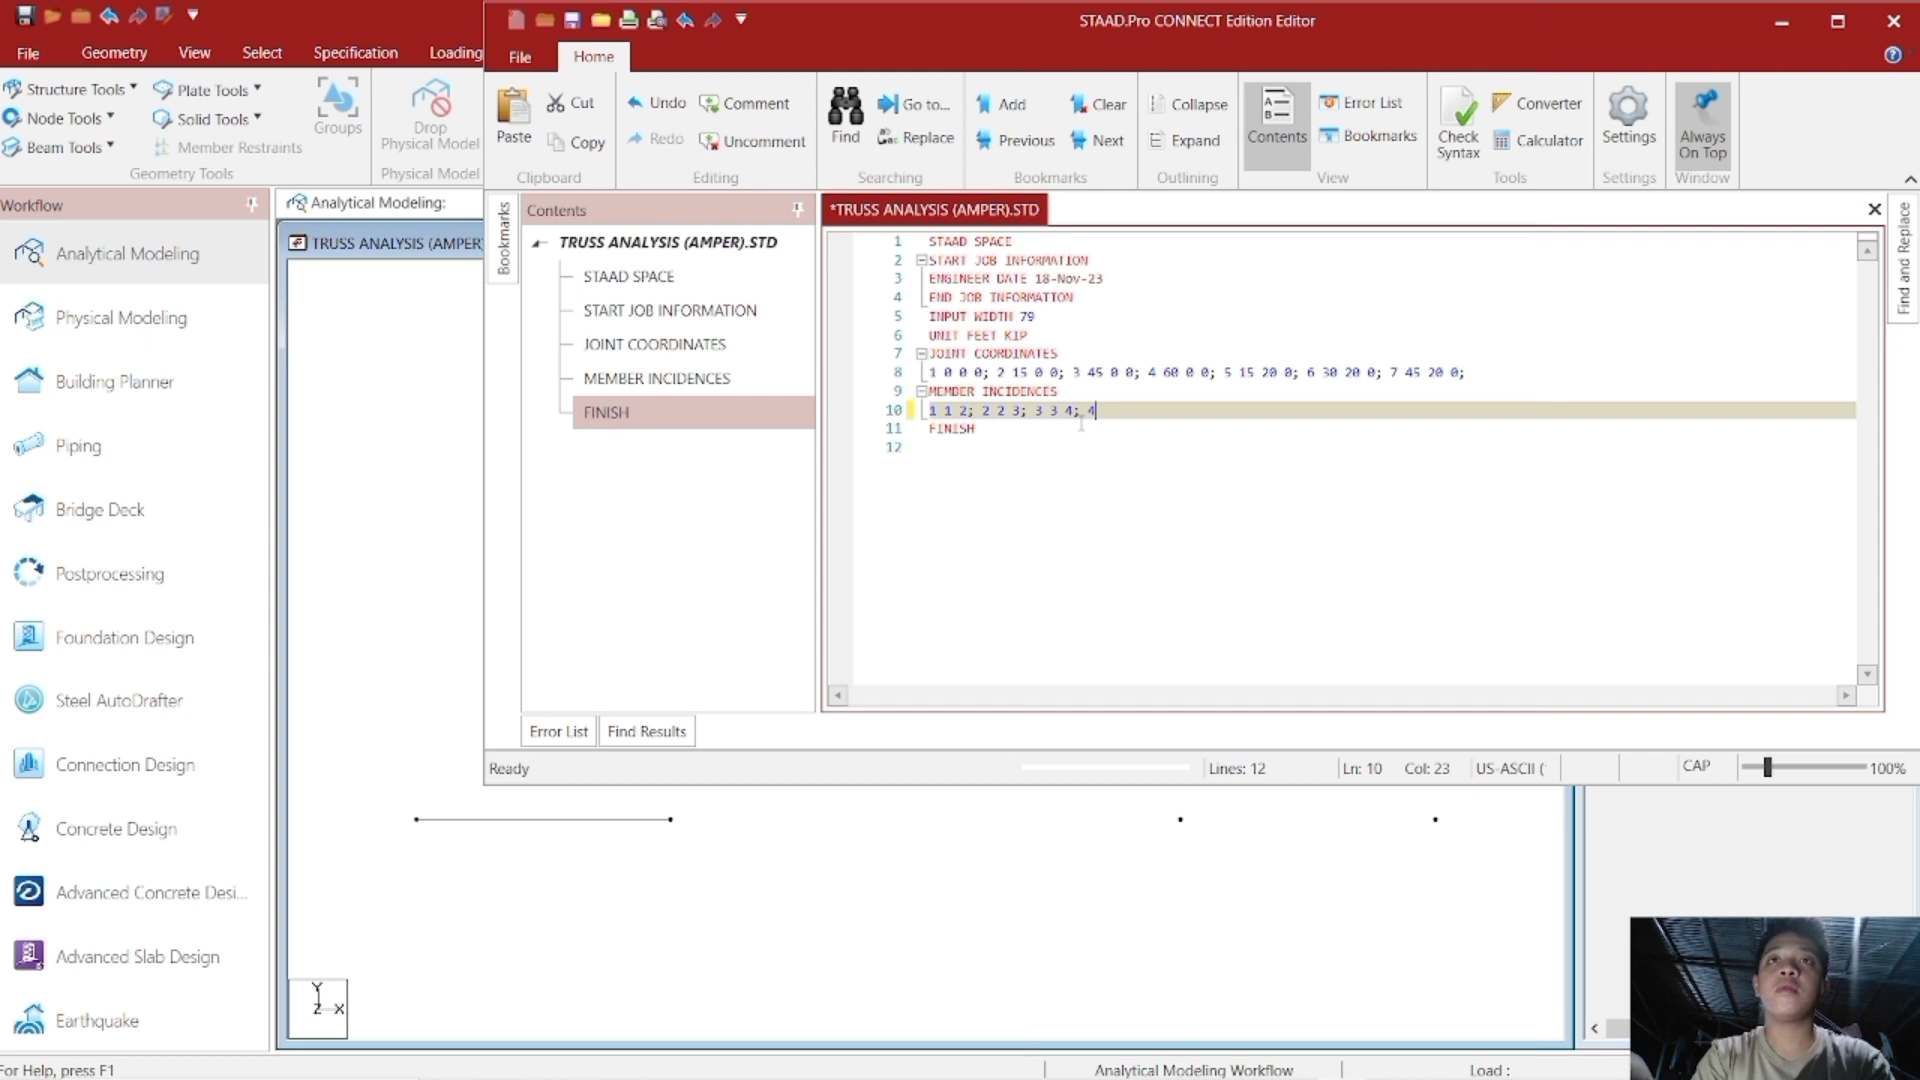 File
Geometry
View
Select
Specification
Loading
Structure Tools
Plate Tools
Node Tools
Solid Tools
Beam Tools
Member Restraints
Groups
Drop
Physical Model
Geometry Tools
Physical Model
STAAD.Pro CONNECT Edition Editor
File
Home
Paste
Cut
Copy
Clipboard
Undo
Comment
Redo
Uncomment
Editing
Find
Go to...
Replace
Searching
Add
Clear
Previous
Next
Bookmarks
Collapse
Expand
Outlining
Contents
Error List
Bookmarks
View
Check
Syntax
Converter
Calculator
Tools
Settings
Settings
Always
On Top
Window
Workflow
Analytical Modeling
Physical Modeling
Building Planner
Piping
Bridge Deck
Postprocessing
Foundation Design
Steel AutoDrafter
Connection Design
Concrete Design
Advanced Concrete Desi...
Advanced Slab Design
Earthquake
Analytical Modeling:
TRUSS ANALYSIS (AMPER
Bookmarks
Contents
TRUSS ANALYSIS (AMPER).STD
STAAD SPACE
START JOB INFORMATION
JOINT COORDINATES
MEMBER INCIDENCES
FINISH
*TRUSS ANALYSIS (AMPER).STD
1 STAAD SPACE
2 START JOB INFORMATION
3 ENGINEER DATE 18-Nov-23
4 END JOB INFORMATION
5 INPUT WIDTH 79
6 UNIT FEET KIP
7 JOINT COORDINATES
8 1 0 0 0; 2 15 0 0; 3 45 0 0; 4 60 0 0; 5 15 20 0; 6 30 20 0; 7 45 20 0;
9 MEMBER INCIDENCES
10 1 1 2; 2 2 3; 3 3 4; 4
11 FINISH
12
Find and Replace
Error List
Find Results
Ready
Lines: 12
Ln: 10
Col: 23
US-ASCII (
CAP
100%
Y
Z
X
For Help, press F1
Analytical Modeling Workflow
Load :